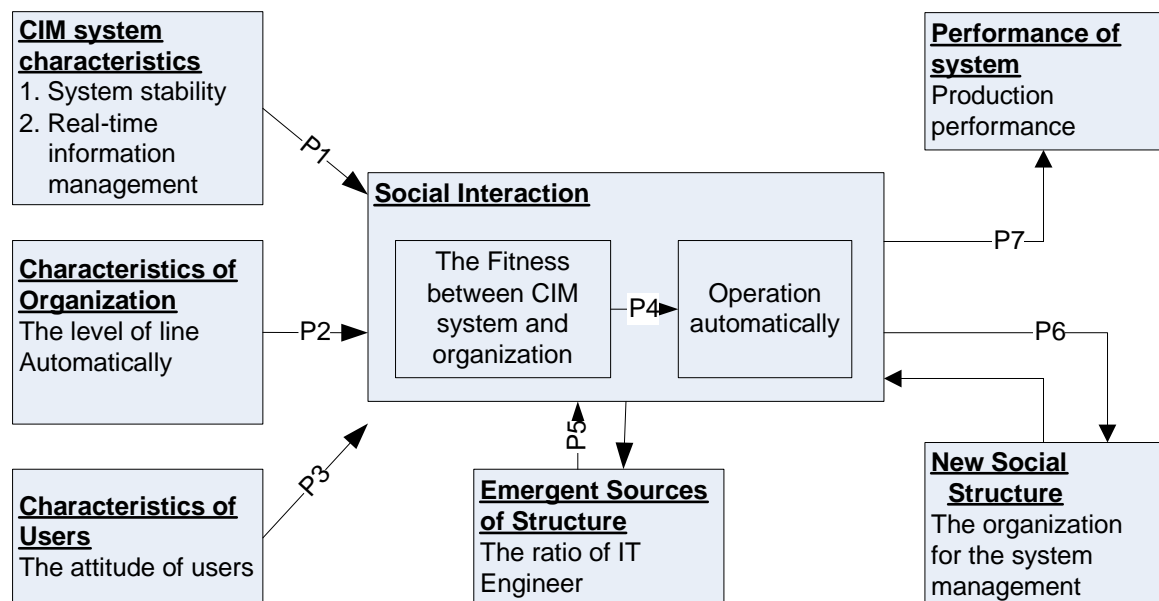 CIM system
characteristics
1. System stability
2. Real-time
information
management
P1
Characteristics of
Organization
The level of line
Automatically
P2
Characteristics of
Users
The attitude of users
P3
Social Interaction
The Fitness
between CIM
system and
organization
P4
Operation
automatically
P5
Emergent Sources
of Structure
The ratio of IT
Engineer
Performance of
system
Production
performance
P7
P6
New Social
Structure
The organization
for the system
management